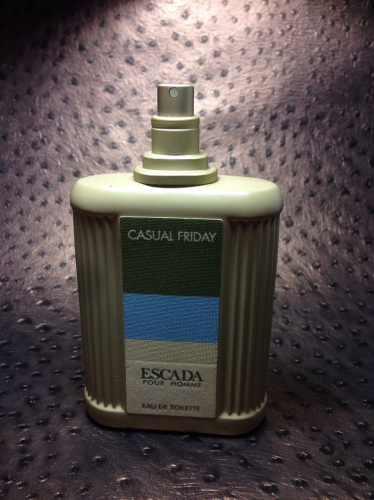 CASUAL FRIDAY
ESCADA
POUR HOMME
EAU DE TOILETTE